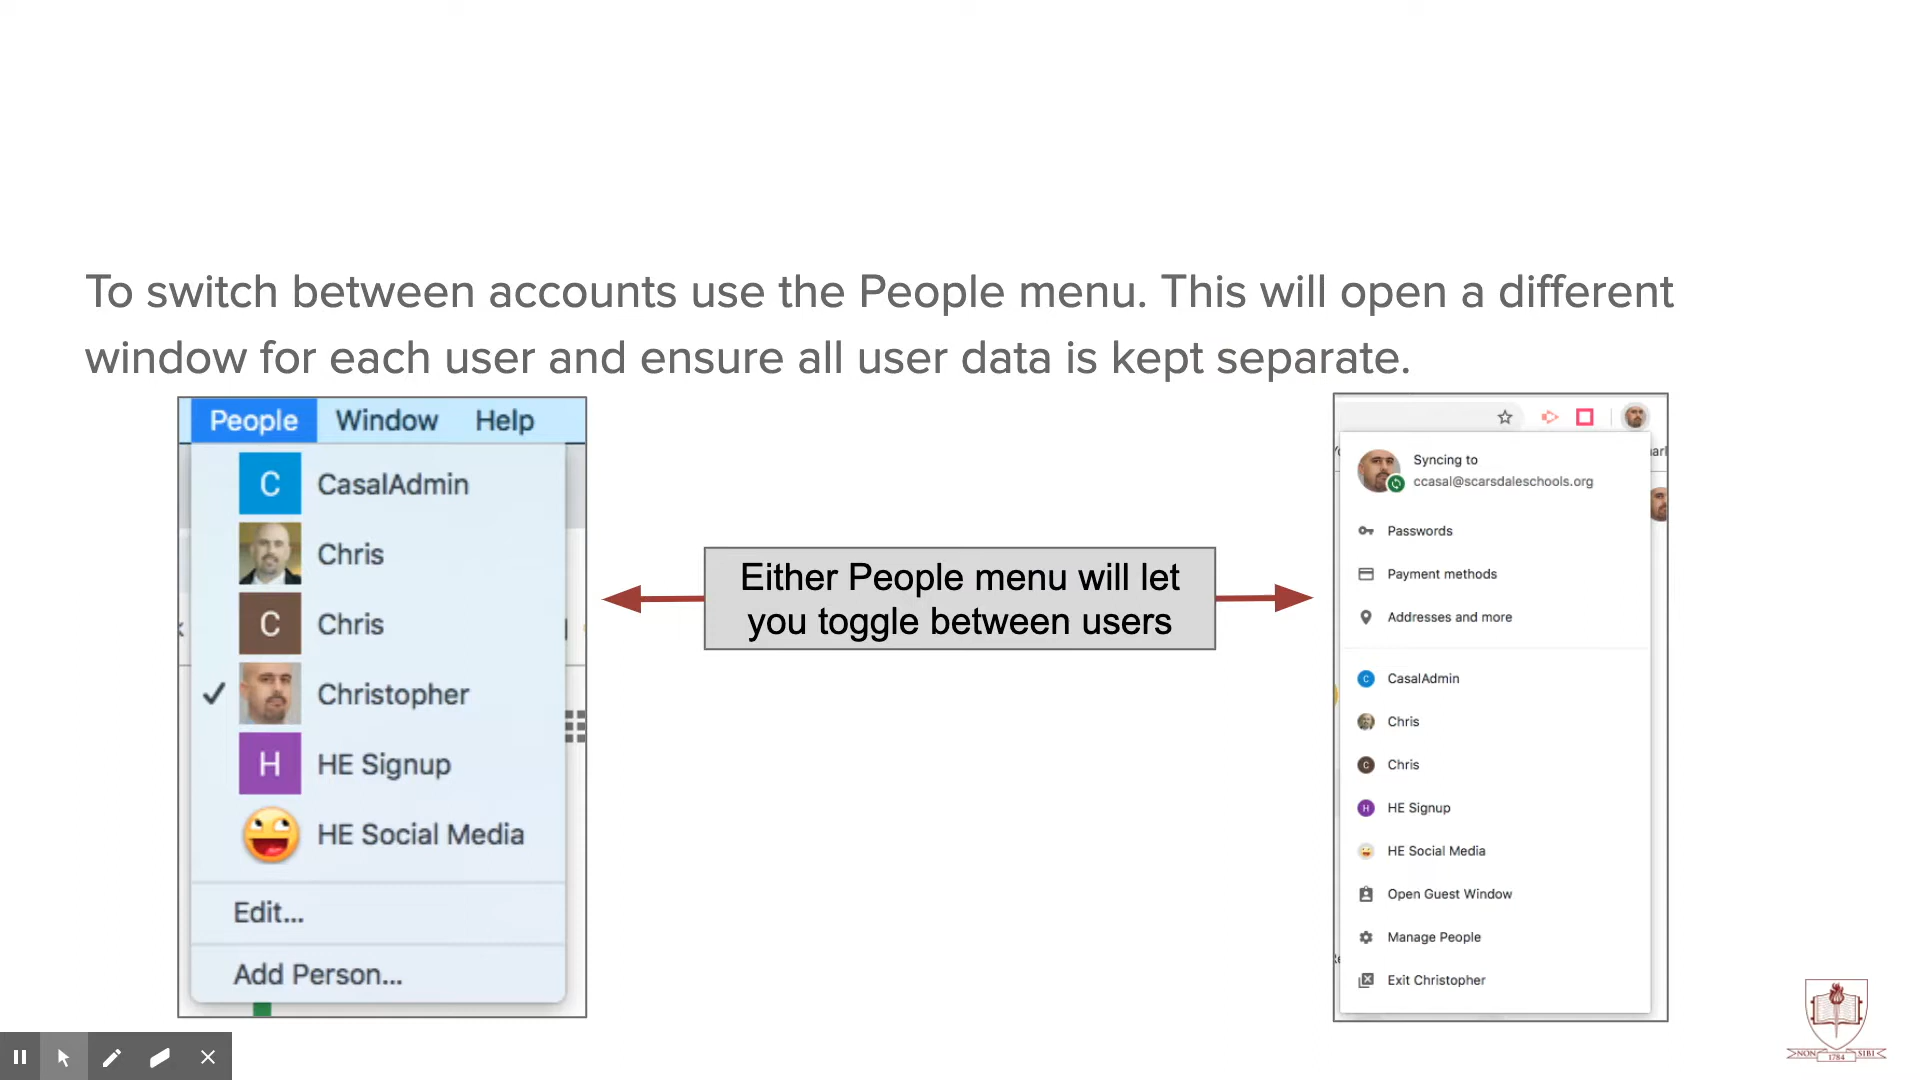 To switch between accounts use the People menu. This will open a different
window for each user and ensure all user data is kept separate.
People Window Help
C CasalAdmin
Chris
C Chris
✓ Christopher
H HE Signup
HE Social Media
Edit...
Add Person...
Either People menu will let
you toggle between users
Syncing to
ccasal@scarsdaleschools.org
Passwords
Payment methods
Addresses and more
C CasalAdmin
Chris
C Chris
H HE Signup
HE Social Media
Open Guest Window
Manage People
Exit Christopher
NON 1784 SIBI